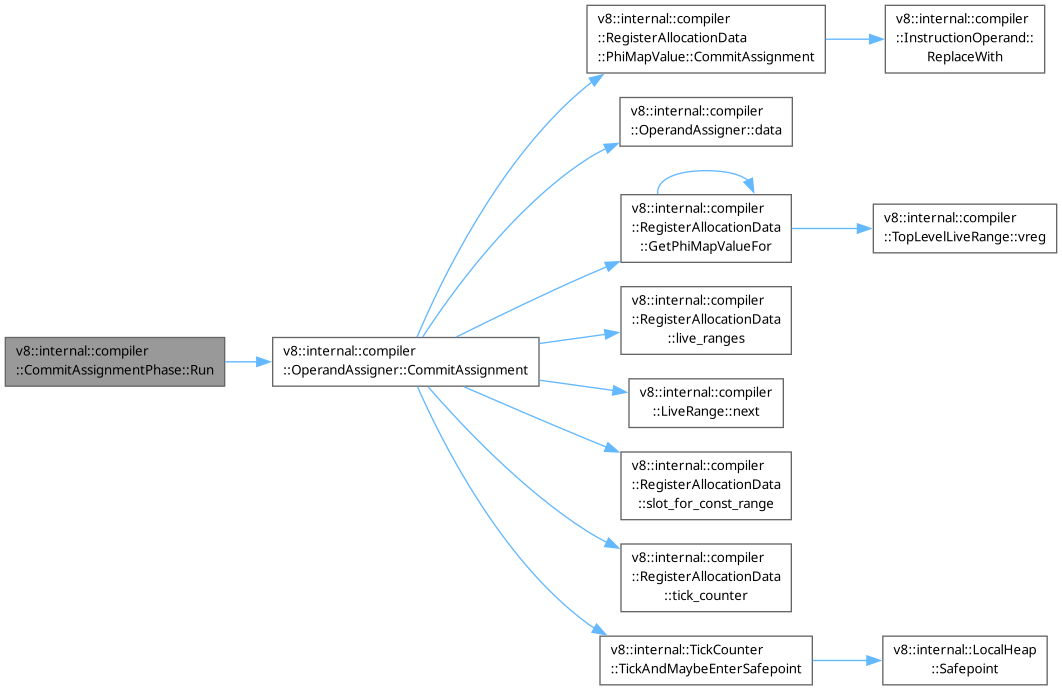 v8::internal::compiler
::CommitAssignmentPhase::Run
v8::internal::compiler
::OperandAssigner::CommitAssignment
v8::internal::compiler
::RegisterAllocationData
::PhiMapValue::CommitAssignment
v8::internal::compiler
::InstructionOperand::
ReplaceWith
v8::internal::compiler
::OperandAssigner::data
v8::internal::compiler
::RegisterAllocationData
::GetPhiMapValueFor
v8::internal::compiler
::TopLevelLiveRange::vreg
v8::internal::compiler
::RegisterAllocationData
::live_ranges
v8::internal::compiler
::LiveRange::next
v8::internal::compiler
::RegisterAllocationData
::slot_for_const_range
v8::internal::compiler
::RegisterAllocationData
::tick_counter
v8::internal::TickCounter
::TickAndMaybeEnterSafepoint
v8::internal::LocalHeap
::Safepoint